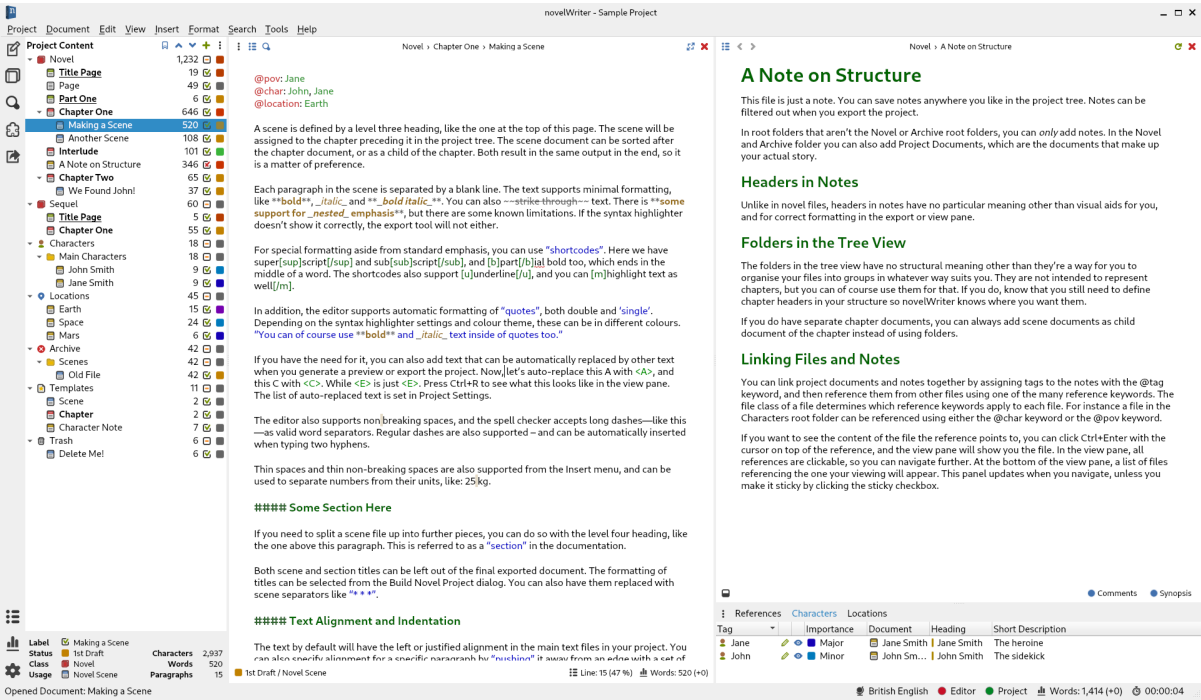 novelWriter - Sample Project
Project Document Edit View Insert Format Search Tools Help
Project Content
Novel 1,232
Title Page 19
Page 49
Part One 6
Chapter One 646
Making a Scene 520
Another Scene 108
Interlude 101
A Note on Structure 346
Chapter Two 65
We Found John! 37
Sequel 60
Title Page 5
Chapter One 55
Characters 18
Main Characters 18
John Smith 9
Jane Smith 9
Locations 45
Earth 15
Space 24
Mars 6
Archive 42
Scenes 42
Old File 42
Templates 11
Scene 2
Chapter 2
Character Note 7
Trash 6
Delete Me! 6
Label Making a Scene
Status 1st Draft Characters 2,937
Class Novel Words 520
Usage Novel Scene Paragraphs 15
Novel › Chapter One › Making a Scene
@pov: Jane
@char: John, Jane
@location: Earth
A scene is defined by a level three heading, like the one at the top of this page. The scene will be
assigned to the chapter preceding it in the project tree. The scene document can be sorted after
the chapter document, or as a child of the chapter. Both result in the same output in the end, so it
is a matter of preference.
Each paragraph in the scene is separated by a blank line. The text supports minimal formatting,
like **bold**, _italic_ and **_bold italic_**. You can also ~~strike through~~ text. There is **some
support for _nested_ emphasis**, but there are some known limitations. If the syntax highlighter
doesn’t show it correctly, the export tool will not either.
For special formatting aside from standard emphasis, you can use “shortcodes”. Here we have
super[sup]script[/sup] and sub[sub]script[/sub], and [b]part[/b]ial bold too, which ends in the
middle of a word. The shortcodes also support [u]underline[/u], and you can [m]highlight text as
well[/m].
In addition, the editor supports automatic formatting of “quotes”, both double and ‘single’.
Depending on the syntax highlighter settings and colour theme, these can be in different colours.
“You can of course use **bold** and _italic_ text inside of quotes too.”
If you have the need for it, you can also add text that can be automatically replaced by other text
when you generate a preview or export the project. Now, let’s auto-replace this A with <A>, and
this C with <C>. While <E> is just <E>. Press Ctrl+R to see what this looks like in the view pane.
The list of auto-replaced text is set in Project Settings.
The editor also supports non breaking spaces, and the spell checker accepts long dashes—like this
—as valid word separators. Regular dashes are also supported – and can be automatically inserted
when typing two hyphens.
Thin spaces and thin non-breaking spaces are also supported from the Insert menu, and can be
used to separate numbers from their units, like: 25 kg.
#### Some Section Here
If you need to split a scene file up into further pieces, you can do so with the level four heading, like
the one above this paragraph. This is referred to as a “section” in the documentation.
Both scene and section titles can be left out of the final exported document. The formatting of
titles can be selected from the Build Novel Project dialog. You can also have them replaced with
scene separators like “* * *”.
#### Text Alignment and Indentation
The text by default will have the left or justified alignment in the main text files in your project. You
can also specify alignment for a specific paragraph by “pushing” it away from an edge with a set of
1st Draft / Novel Scene Line: 15 (47 %) Words: 520 (+0)
Novel › A Note on Structure
A Note on Structure
This file is just a note. You can save notes anywhere you like in the project tree. Notes can be
filtered out when you export the project.
In root folders that aren’t the Novel or Archive root folders, you can only add notes. In the Novel
and Archive folder you can also add Project Documents, which are the documents that make up
your actual story.
Headers in Notes
Unlike in novel files, headers in notes have no particular meaning other than visual aids for you,
and for correct formatting in the export or view pane.
Folders in the Tree View
The folders in the tree view have no structural meaning other than they’re a way for you to
organise your files into groups in whatever way suits you. They are not intended to represent
chapters, but you can of course use them for that. If you do, know that you still need to define
chapter headers in your structure so novelWriter knows where you want them.
If you do have separate chapter documents, you can always add scene documents as child
document of the chapter instead of using folders.
Linking Files and Notes
You can link project documents and notes together by assigning tags to the notes with the @tag
keyword, and then reference them from other files using one of the many reference keywords. The
file class of a file determines which reference keywords apply to each file. For instance a file in the
Characters root folder can be referenced using either the @char keyword or the @pov keyword.
If you want to see the content of the file the reference points to, you can click Ctrl+Enter with the
cursor on top of the reference, and the view pane will show you the file. In the view pane, all
references are clickable, so you can navigate further. At the bottom of the view pane, a list of files
referencing the one your viewing will appear. This panel updates when you navigate, unless you
make it sticky by clicking the sticky checkbox.
Comments Synopsis
References Characters Locations
Tag Importance Document Heading Short Description
Jane Major Jane Smith Jane Smith The heroine
John Minor John Sm... John Smith The sidekick
Opened Document: Making a Scene
British English Editor Project Words: 1,414 (+0) 00:00:04